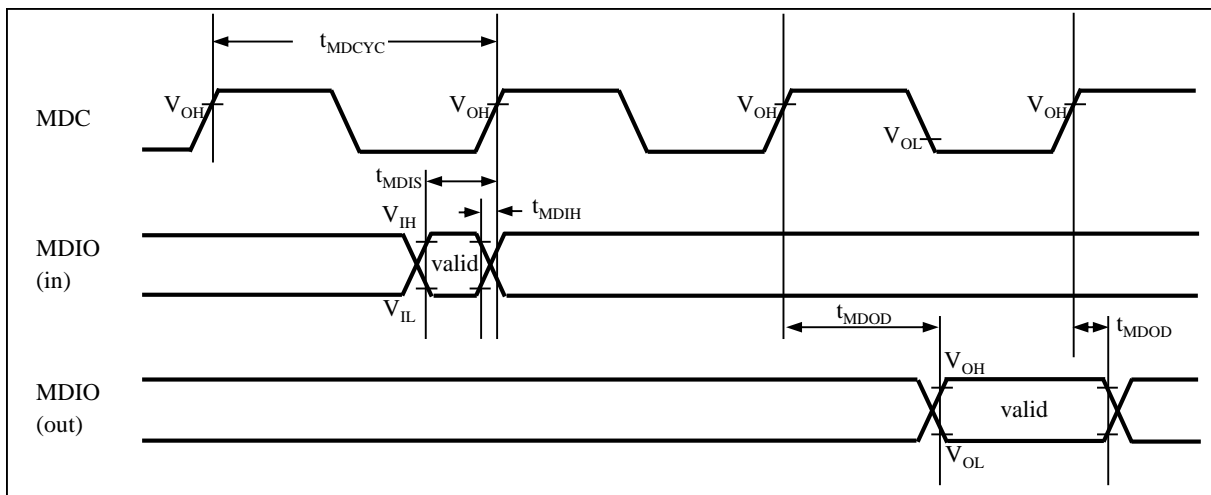 tMDCYC
MDC
VOH
VOH
VOH
VOL
VOH
tMDIS
tMDIH
VIH
MDIO
(in)
valid
VIL
tMDOD
tMDOD
VOH
MDIO
(out)
valid
VOL